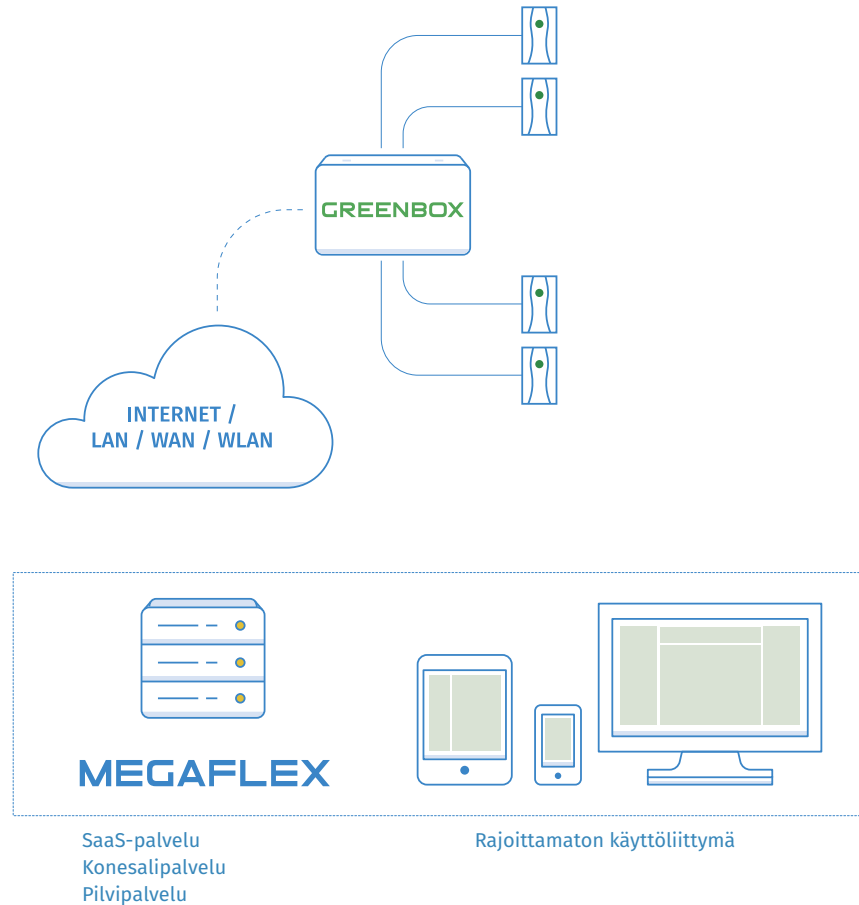 GREENBOX
INTERNET /
LAN / WAN / WLAN
MEGAFLEX
SaaS-palvelu
Konesalipalvelu
Pilvipalvelu
Rajoittamaton käyttöliittymä